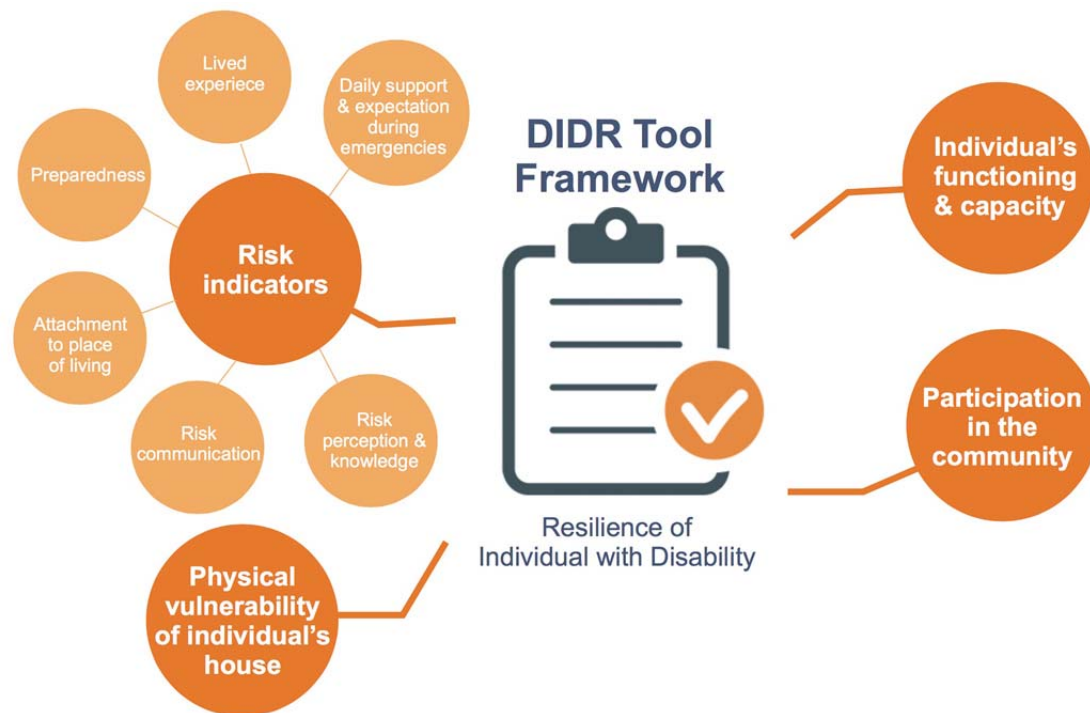 Lived
experiece
Daily support
& expectation
during
emergencies
Preparedness
Risk
indicators
Attachment
to place
of living
Risk
communication
Risk
perception &
knowledge
Physical
vulnerability
of individual's
house
DIDR Tool
Framework
Resilience of
Individual with Disability
Individual's
functioning
& capacity
Participation
in the
community